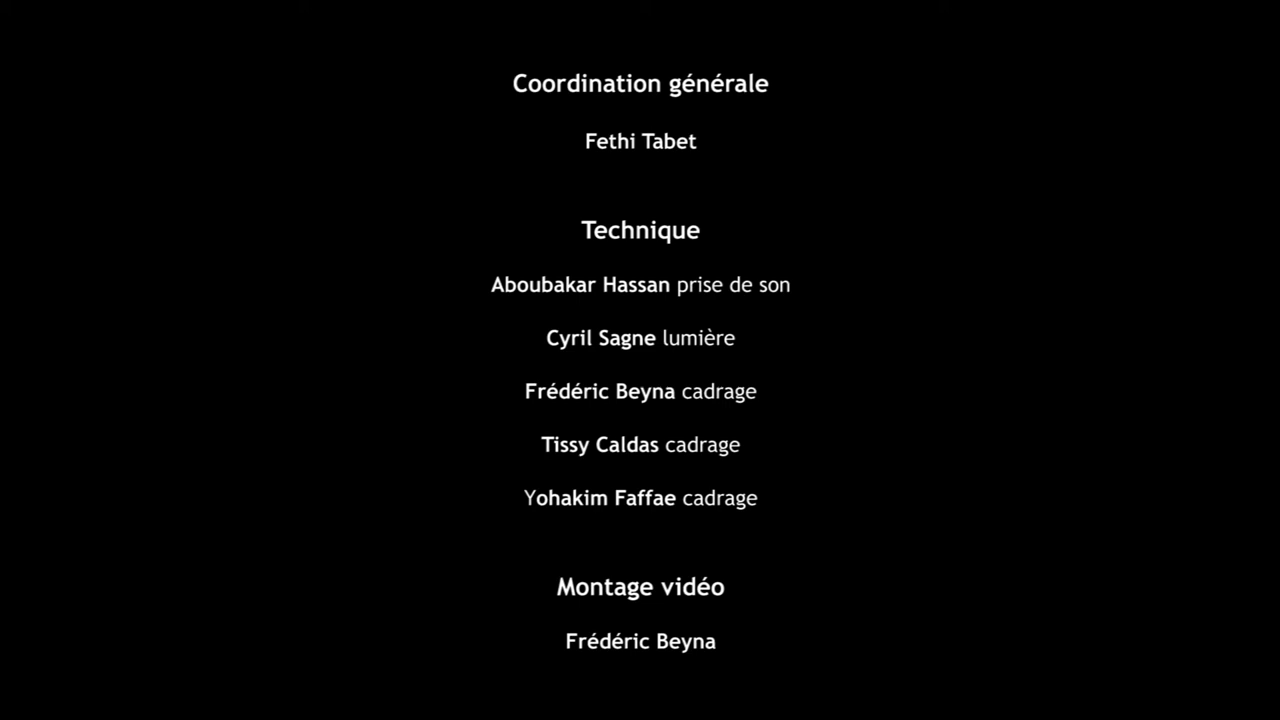 Coordination générale
Fethi Tabet
Technique
Aboubakar Hassan prise de son
Cyril Sagne lumière
Frédéric Beyna cadrage
Tissy Caldas cadrage
Yohakim Faffae cadrage
Montage vidéo
Frédéric Beyna